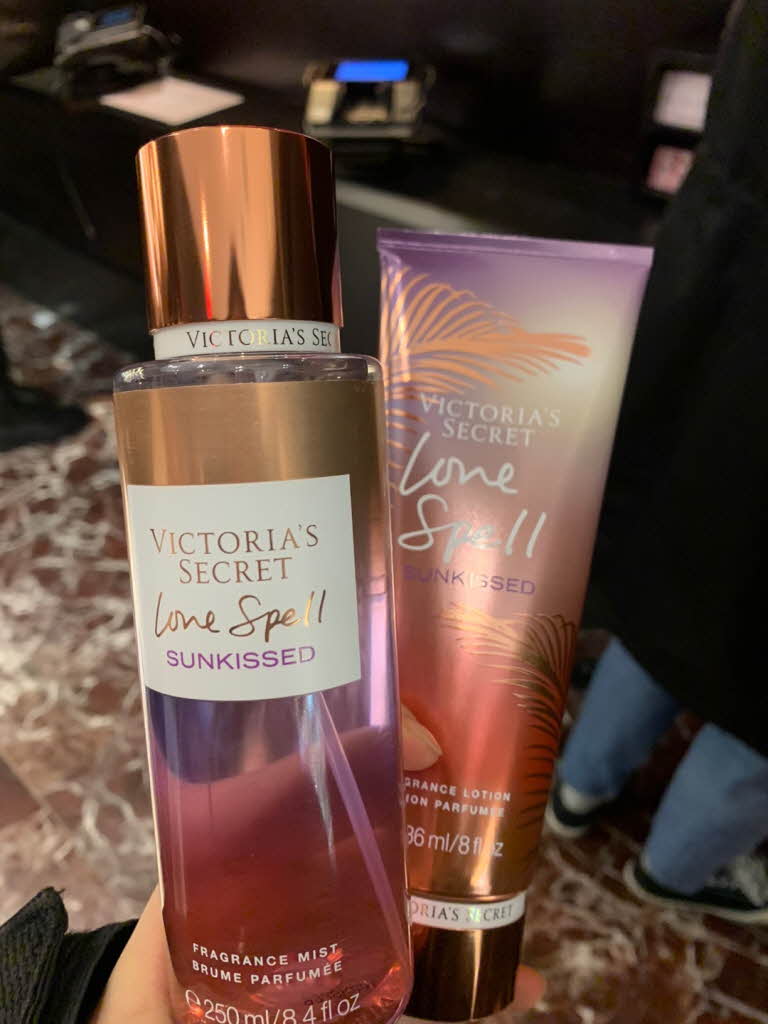 VICTORIA'S SEC
VICTORIA'S
SECRET
Love Spell
SUNKISSED
FRAGRANCE MIST
BRUME PARFUMÉE
℮ 250 ml/8.4 fl oz
VICTORIA'S
SECRET
Love
Spell
SUNKISSED
GRANCE LOTION
ION PARFUMÉE
36 ml/8 fl oz
ORIA'S SECRET